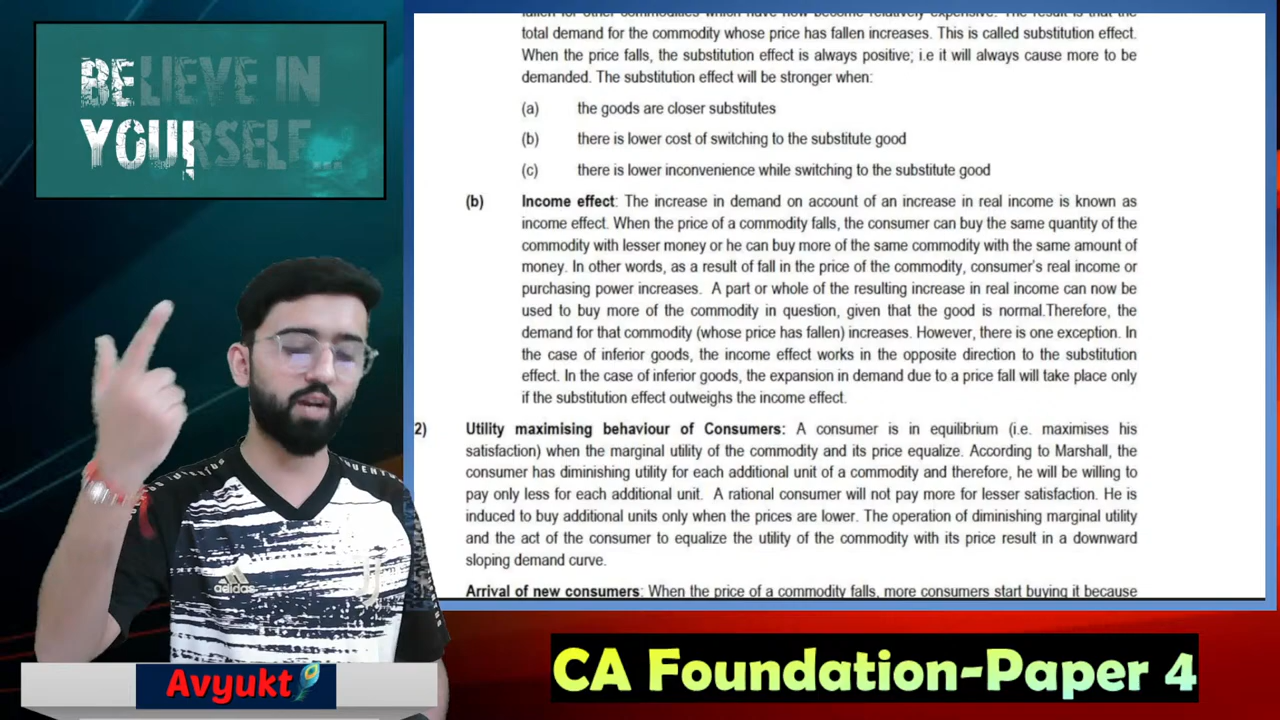 BELIEVE IN
YOURSELF...
fallen for other commodities which have now become relatively expensive. The result is that the
total demand for the commodity whose price has fallen increases. This is called substitution effect.
When the price falls, the substitution effect is always positive; i.e it will always cause more to be
demanded. The substitution effect will be stronger when:
(a) the goods are closer substitutes
(b) there is lower cost of switching to the substitute good
(c) there is lower inconvenience while switching to the substitute good
(b) Income effect: The increase in demand on account of an increase in real income is known as
income effect. When the price of a commodity falls, the consumer can buy the same quantity of the
commodity with lesser money or he can buy more of the same commodity with the same amount of
money. In other words, as a result of fall in the price of the commodity, consumer's real income or
purchasing power increases. A part or whole of the resulting increase in real income can now be
used to buy more of the commodity in question, given that the good is normal.Therefore, the
demand for that commodity (whose price has fallen) increases. However, there is one exception. In
the case of inferior goods, the income effect works in the opposite direction to the substitution
effect. In the case of inferior goods, the expansion in demand due to a price fall will take place only
if the substitution effect outweighs the income effect.
2) Utility maximising behaviour of Consumers: A consumer is in equilibrium (i.e. maximises his
satisfaction) when the marginal utility of the commodity and its price equalize. According to Marshall, the
consumer has diminishing utility for each additional unit of a commodity and therefore, he will be willing to
pay only less for each additional unit. A rational consumer will not pay more for lesser satisfaction. He is
induced to buy additional units only when the prices are lower. The operation of diminishing marginal utility
and the act of the consumer to equalize the utility of the commodity with its price result in a downward
sloping demand curve.
Arrival of new consumers: When the price of a commodity falls, more consumers start buying it because
adidas
Avyukt
CA Foundation-Paper 4